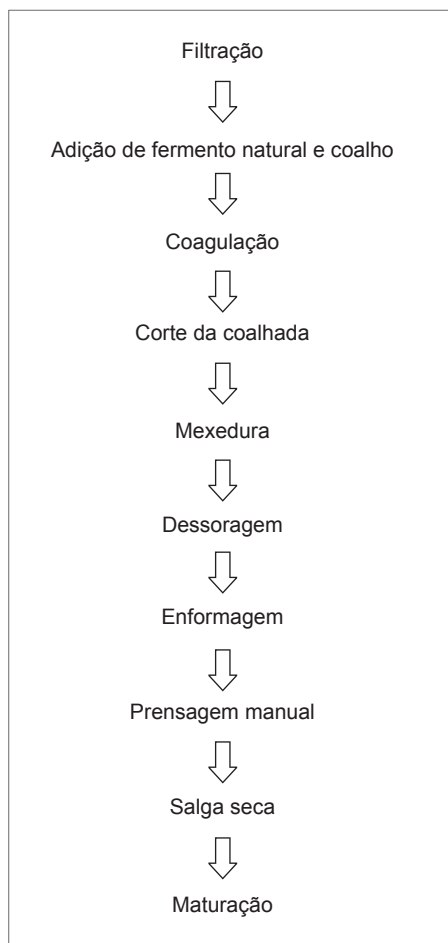 Filtração
Adição de fermento natural e coalho
Coagulação
Corte da coalhada
Mexedura
Dessoragem
Enformagem
Prensagem manual
Salga seca
Maturação